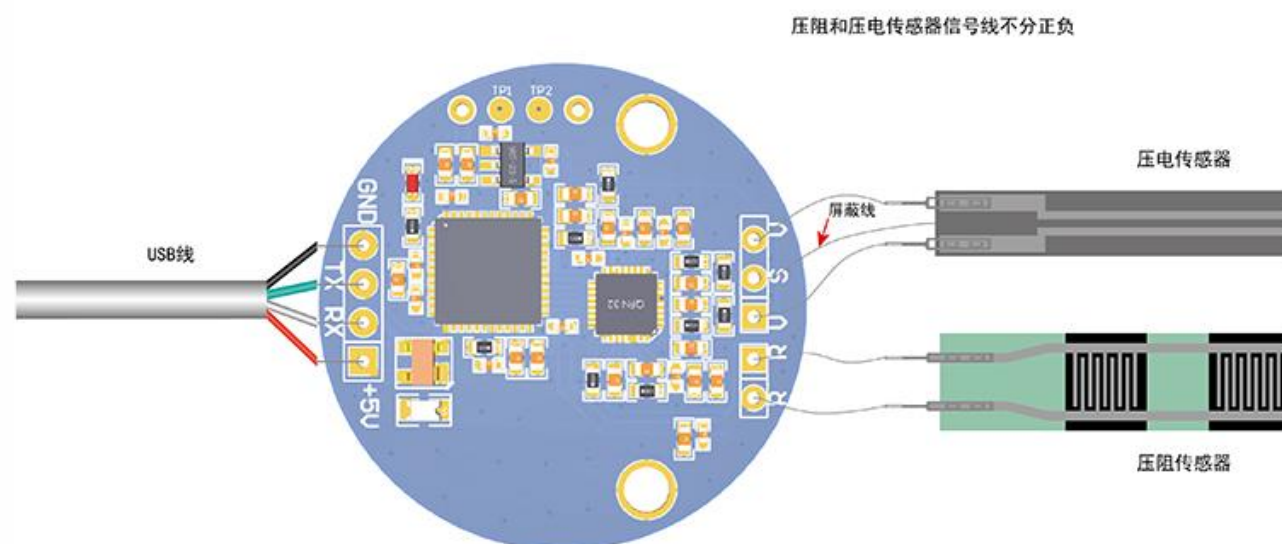 压阻和压电传感器信号线不分正负
TP1 TP2
压电传感器
GND
屏蔽线
USB线
V
TX
S
QFN 32
RX
V
R
+5V
R
压阻传感器